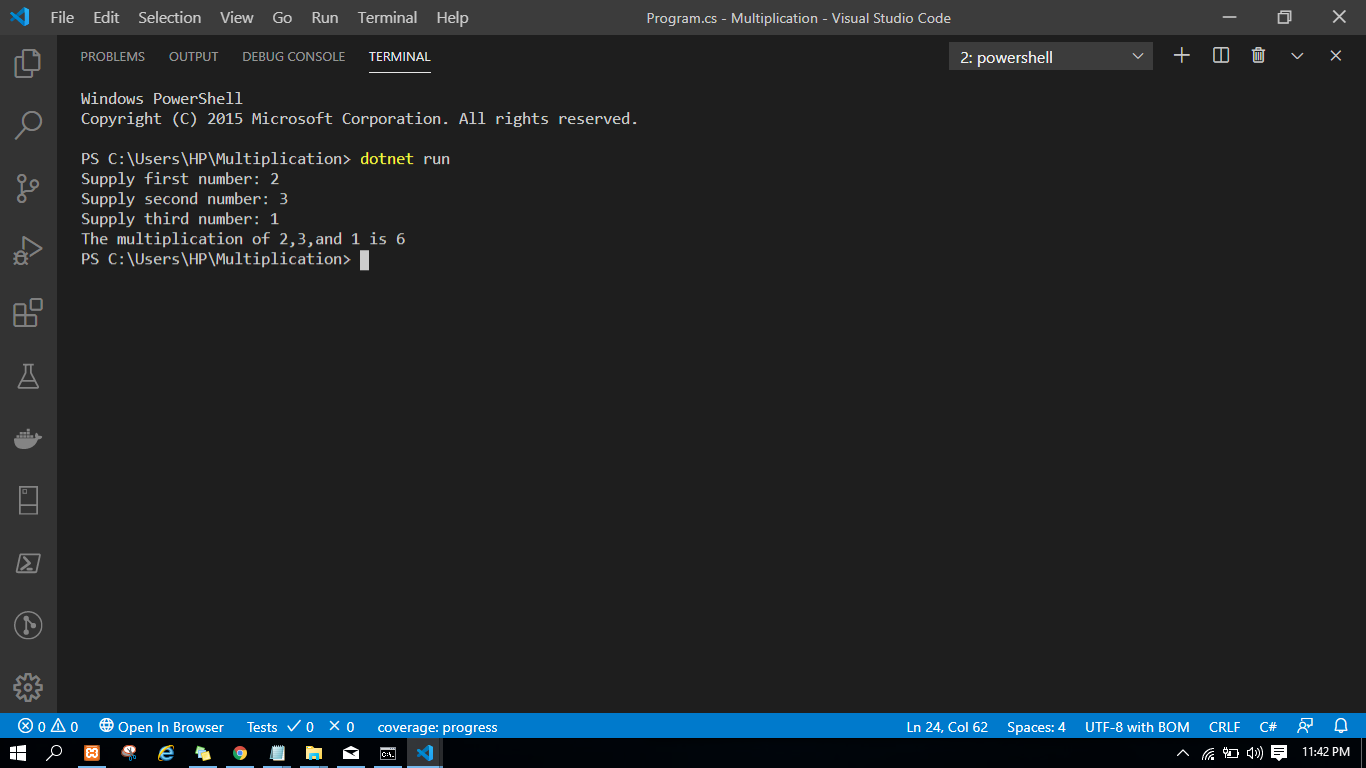 File Edit Selection View Go Run Terminal Help Program.cs - Multiplication - Visual Studio Code
PROBLEMS OUTPUT DEBUG CONSOLE TERMINAL 2: powershell
Windows PowerShell
Copyright (C) 2015 Microsoft Corporation. All rights reserved.
PS C:\Users\HP\Multiplication> dotnet run
Supply first number: 2
Supply second number: 3
Supply third number: 1
The multiplication of 2,3,and 1 is 6
PS C:\Users\HP\Multiplication>
0 0 Open In Browser Tests 0 0 coverage: progress Ln 24, Col 62 Spaces: 4 UTF-8 with BOM CRLF C#
11:42 PM